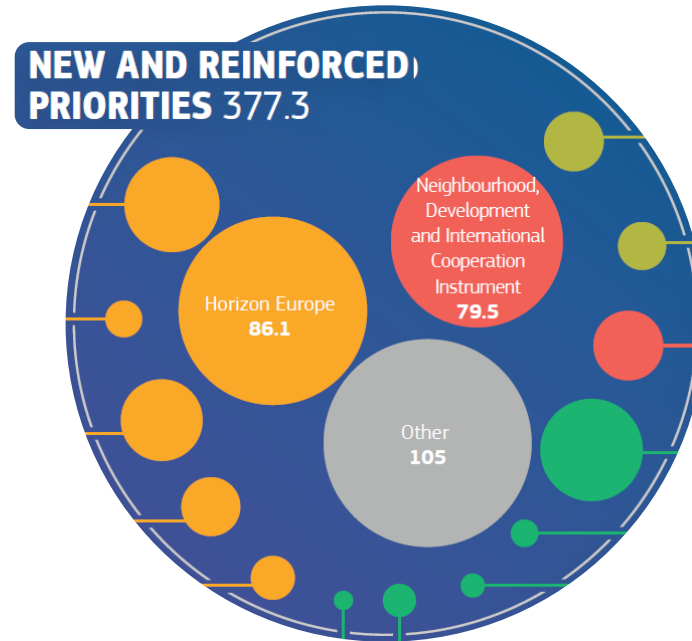 NEW AND REINFORCED
PRIORITIES 377.3
Neighbourhood,
Development
and International
Cooperation
Instrument
79.5
Horizon Europe
86.1
Other
105